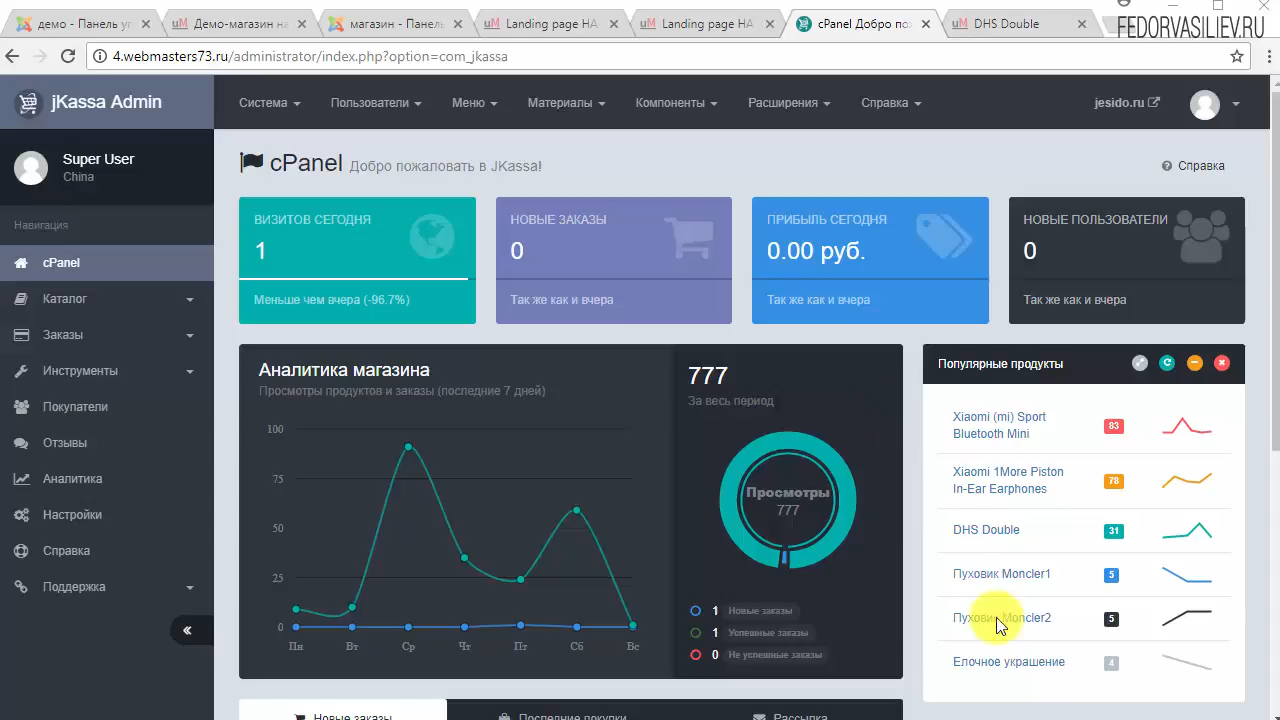 демо - Панель уп
Демо-магазин на
магазин - Панель
Landing page НА
Landing page НА
cPanel Добро пож
DHS Double
FEDORVASILIEV.RU
4.webmasters73.ru/administrator/index.php?option=com_jkassa
jKassa Admin
Система
Пользователи
Меню
Материалы
Компоненты
Расширения
Справка
jesido.ru
Super User
China
Навигация
cPanel
Каталог
Заказы
Инструменты
Покупатели
Отзывы
Аналитика
Настройки
Справка
Поддержка
cPanel Добро пожаловать в JKassa!
Справка
ВИЗИТОВ СЕГОДНЯ
1
Меньше чем вчера (-96.7%)
НОВЫЕ ЗАКАЗЫ
0
Так же как и вчера
ПРИБЫЛЬ СЕГОДНЯ
0.00 руб.
Так же как и вчера
НОВЫЕ ПОЛЬЗОВАТЕЛИ
0
Так же как и вчера
Аналитика магазина
Просмотры продуктов и заказы (последние 7 дней)
100
75
50
25
0
Пн Вт Ср Чт Пт Сб Вс
777
За весь период
Просмотры
777
1 Новые заказы
1 Успешные заказы
0 Не успешные заказы
Популярные продукты
Xiaomi (mi) Sport
Bluetooth Mini
83
Xiaomi 1More Piston
In-Ear Earphones
78
DHS Double 31
Пуховик Moncler1 5
Пуховик Moncler2 5
Елочное украшение 4
Новые заказы
Последние покупки
Рассылка